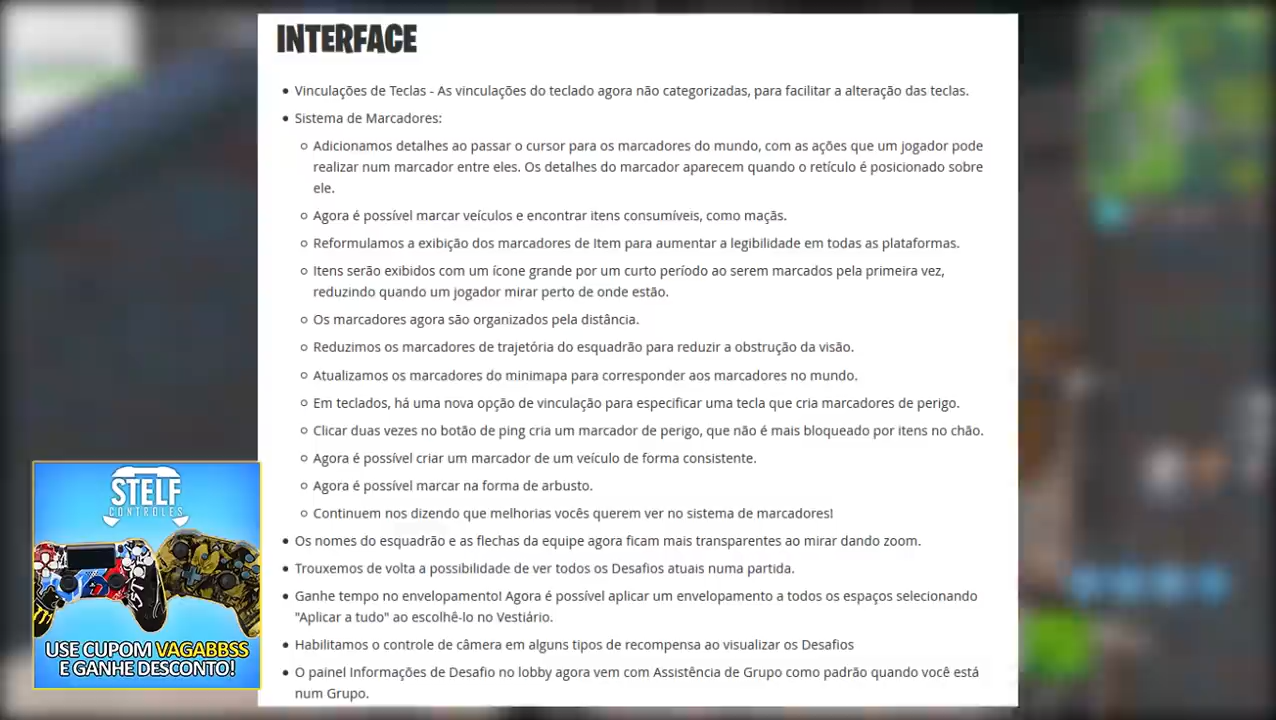 INTERFACE
Vinculações de Teclas - As vinculações do teclado agora não categorizadas, para facilitar a alteração das teclas.
Sistema de Marcadores:
Adicionamos detalhes ao passar o cursor para os marcadores do mundo, com as ações que um jogador pode
realizar num marcador entre eles. Os detalhes do marcador aparecem quando o retículo é posicionado sobre
ele.
Agora é possível marcar veículos e encontrar itens consumíveis, como maçãs.
Reformulamos a exibição dos marcadores de Item para aumentar a legibilidade em todas as plataformas.
Itens serão exibidos com um ícone grande por um curto período ao serem marcados pela primeira vez,
reduzindo quando um jogador mirar perto de onde estão.
Os marcadores agora são organizados pela distância.
Reduzimos os marcadores de trajetória do esquadrão para reduzir a obstrução da visão.
Atualizamos os marcadores do minimapa para corresponder aos marcadores no mundo.
Em teclados, há uma nova opção de vinculação para especificar uma tecla que cria marcadores de perigo.
Clicar duas vezes no botão de ping cria um marcador de perigo, que não é mais bloqueado por itens no chão.
Agora é possível criar um marcador de um veículo de forma consistente.
Agora é possível marcar na forma de arbusto.
Continuem nos dizendo que melhorias vocês querem ver no sistema de marcadores!
Os nomes do esquadrão e as flechas da equipe agora ficam mais transparentes ao mirar dando zoom.
Trouxemos de volta a possibilidade de ver todos os Desafios atuais numa partida.
Ganhe tempo no envelopamento! Agora é possível aplicar um envelopamento a todos os espaços selecionando
"Aplicar a tudo" ao escolhê-lo no Vestiário.
Habilitamos o controle de câmera em alguns tipos de recompensa ao visualizar os Desafios
O painel Informações de Desafio no lobby agora vem com Assistência de Grupo como padrão quando você está
num Grupo.
STELF
CONTROLES
USE CUPOM VAGABBSS
E GANHE DESCONTO!